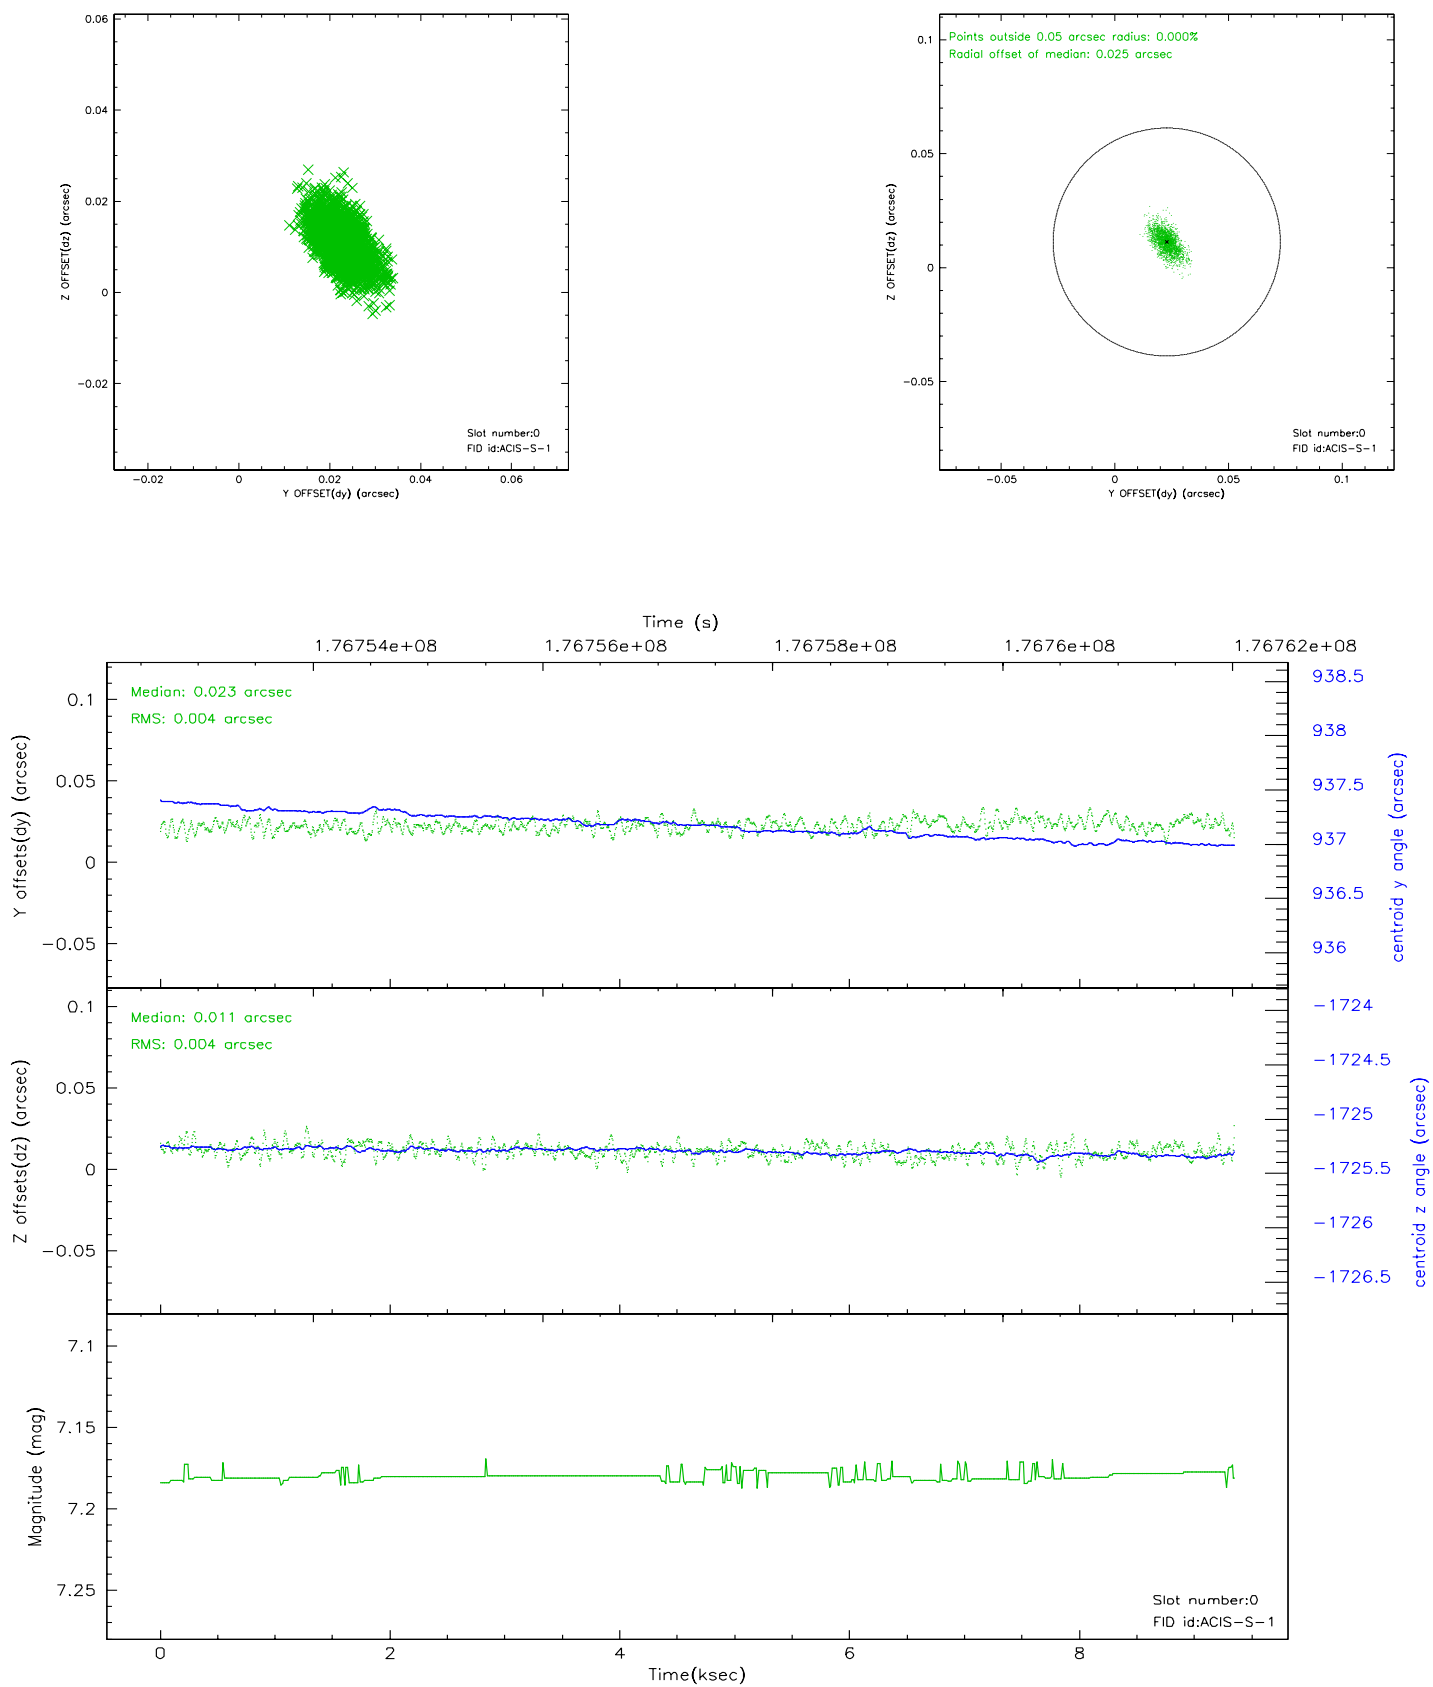 0.06
0.04
0.02
0
−0.02
Z OFFSET(dz) (arcsec)
Slot number:0
FID id:ACIS−S−1
−0.02 0 0.02 0.04 0.06
Y OFFSET(dy) (arcsec)
Points outside 0.05 arcsec radius: 0.000%
Radial offset of median: 0.025 arcsec
0.1
0.05
0
−0.05
Z OFFSET(dz) (arcsec)
Slot number:0
FID id:ACIS−S−1
−0.05 0 0.05 0.1
Y OFFSET(dy) (arcsec)
Time (s)
1.76754e+08 1.76756e+08 1.76758e+08 1.7676e+08 1.76762e+08
Median: 0.023 arcsec
RMS: 0.004 arcsec
0.1
0.05
0
−0.05
Y offsets(dy) (arcsec)
938.5
938
937.5
937
936.5
936
centroid y angle (arcsec)
Median: 0.011 arcsec
RMS: 0.004 arcsec
0.1
0.05
0
−0.05
Z offsets(dz) (arcsec)
−1724
−1724.5
−1725
−1725.5
−1726
−1726.5
centroid z angle (arcsec)
7.1
7.15
7.2
7.25
Magnitude (mag)
Slot number:0
FID id:ACIS−S−1
0 2 4 6 8
Time(ksec)